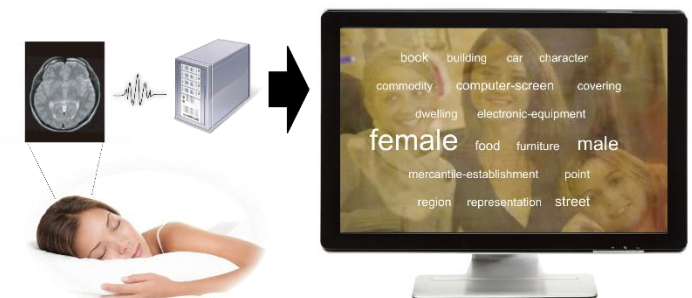 book building car character
commodity computer-screen covering
dwelling electronic-equipment
female food furniture male
mercantile-establishment point
region representation street